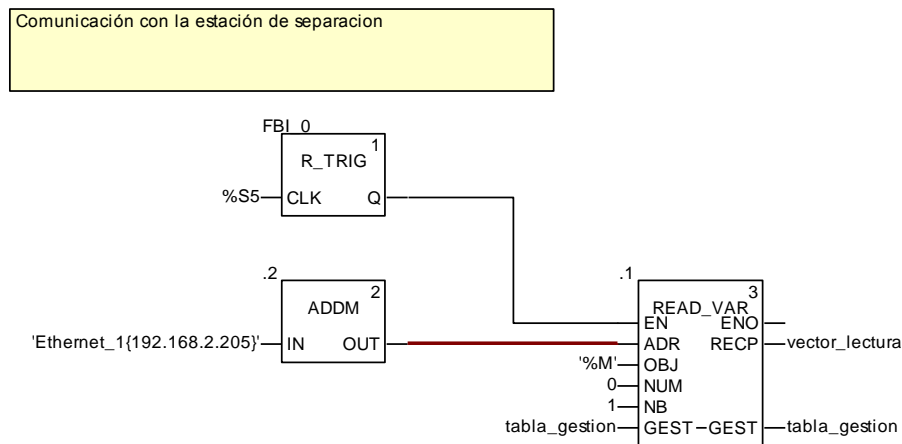 Comunicación con la estación de separacion
FBI_0
1
R_TRIG
%S5 CLK Q
.2
2
ADDM
'Ethernet_1{192.168.2.205}' IN OUT
.1
3
READ_VAR
EN ENO
ADR RECP vector_lectura
'%M' OBJ
0 NUM
1 NB
tabla_gestion GEST GEST tabla_gestion